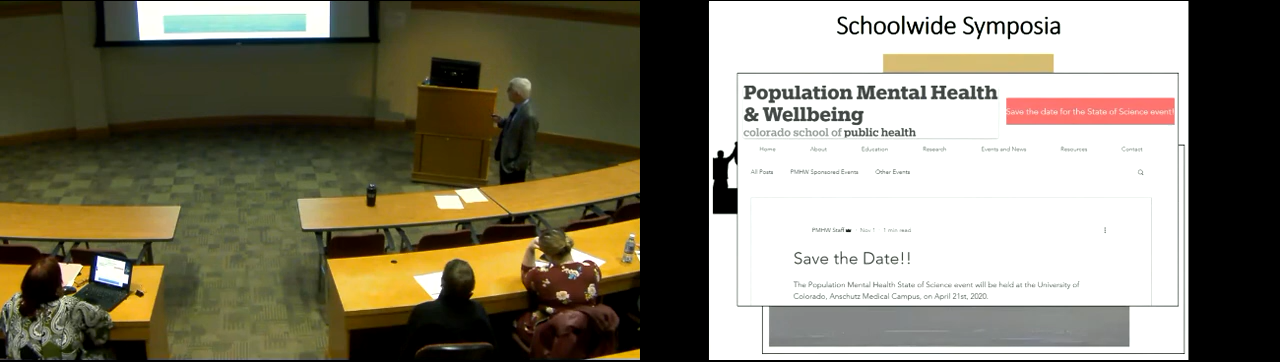 Schoolwide Symposia
Population Mental Health
& Wellbeing
colorado school of public health
Save the date for the State of Science event!
Home About Education Research Events and News Resources Contact
All Posts PMHW Sponsored Events Other Events
PMHW Staff Nov 1 1 min read
Save the Date!!
The Population Mental Health State of Science event will be held at the University of
Colorado, Anschutz Medical Campus, on April 21st, 2020.